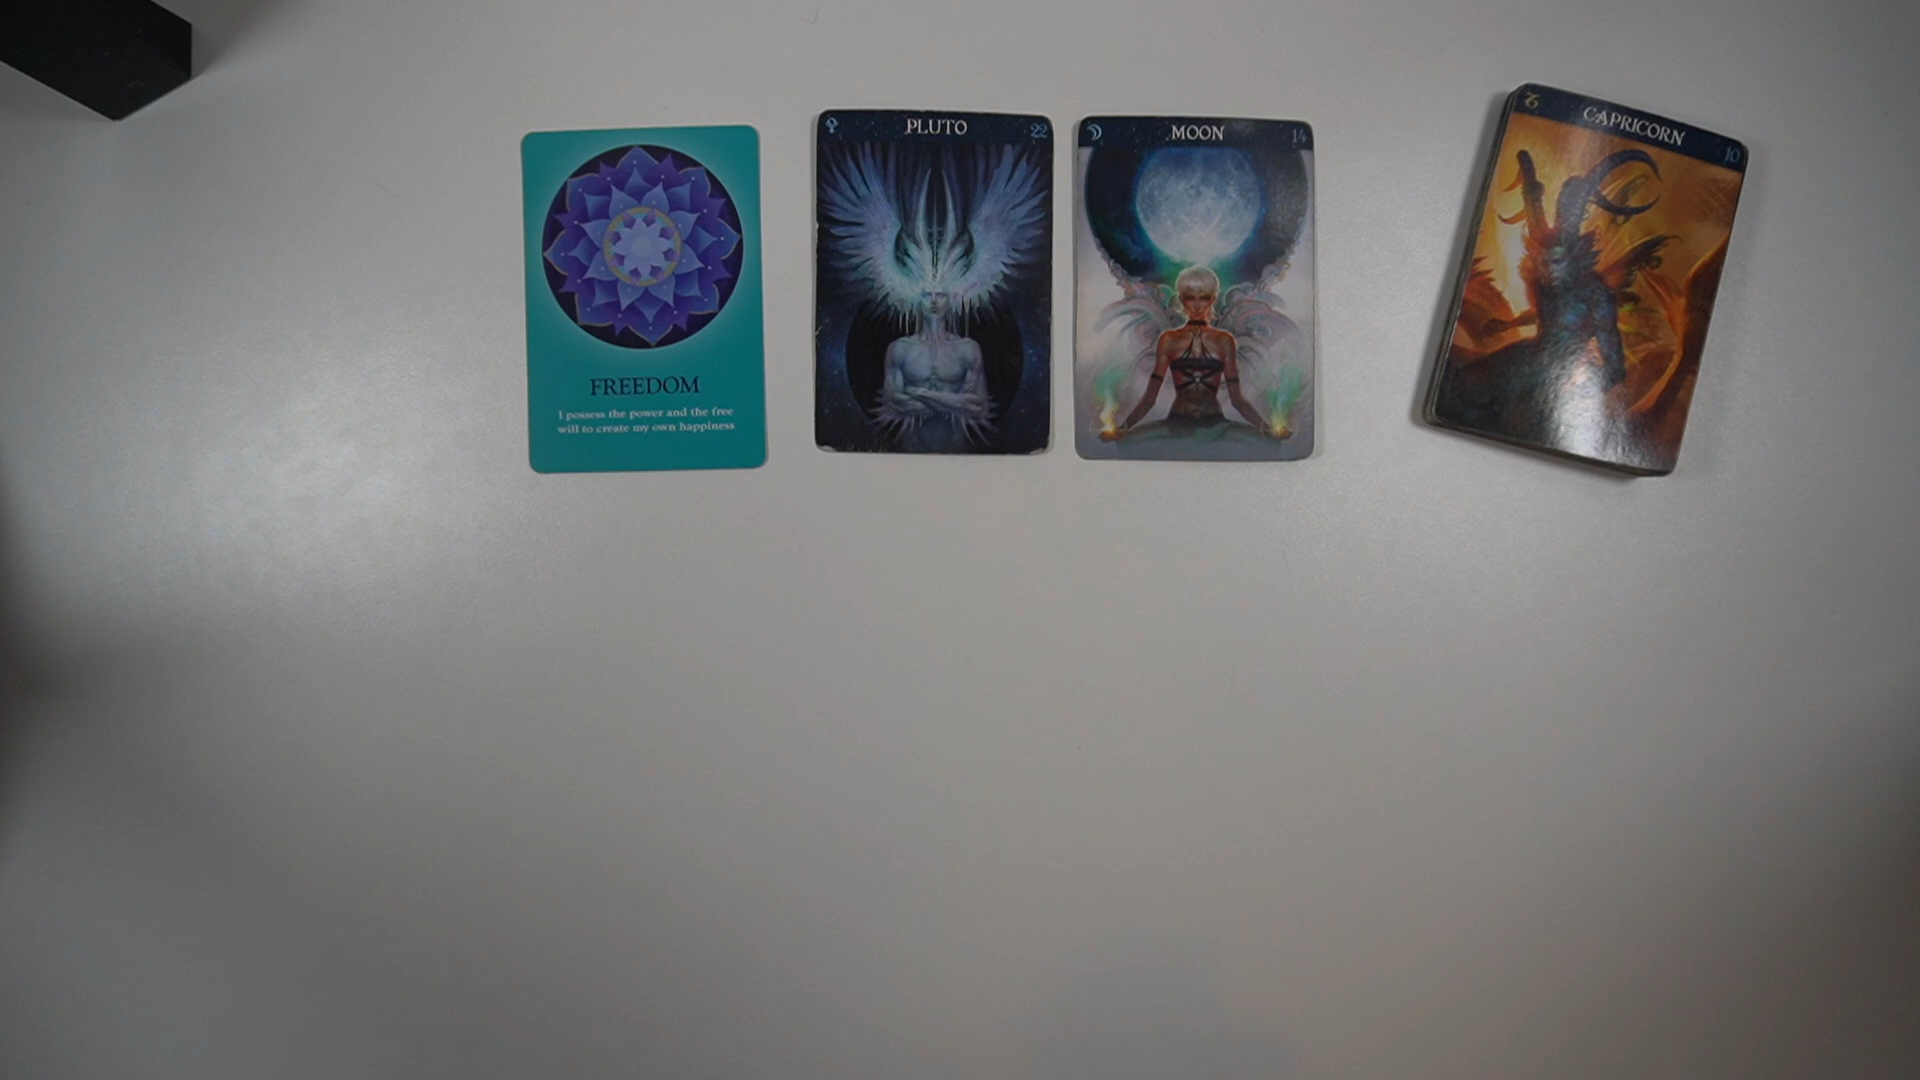 FREEDOM
I possess the power and the free
will to create my own happiness
PLUTO
22
MOON
14
CAPRICORN
10